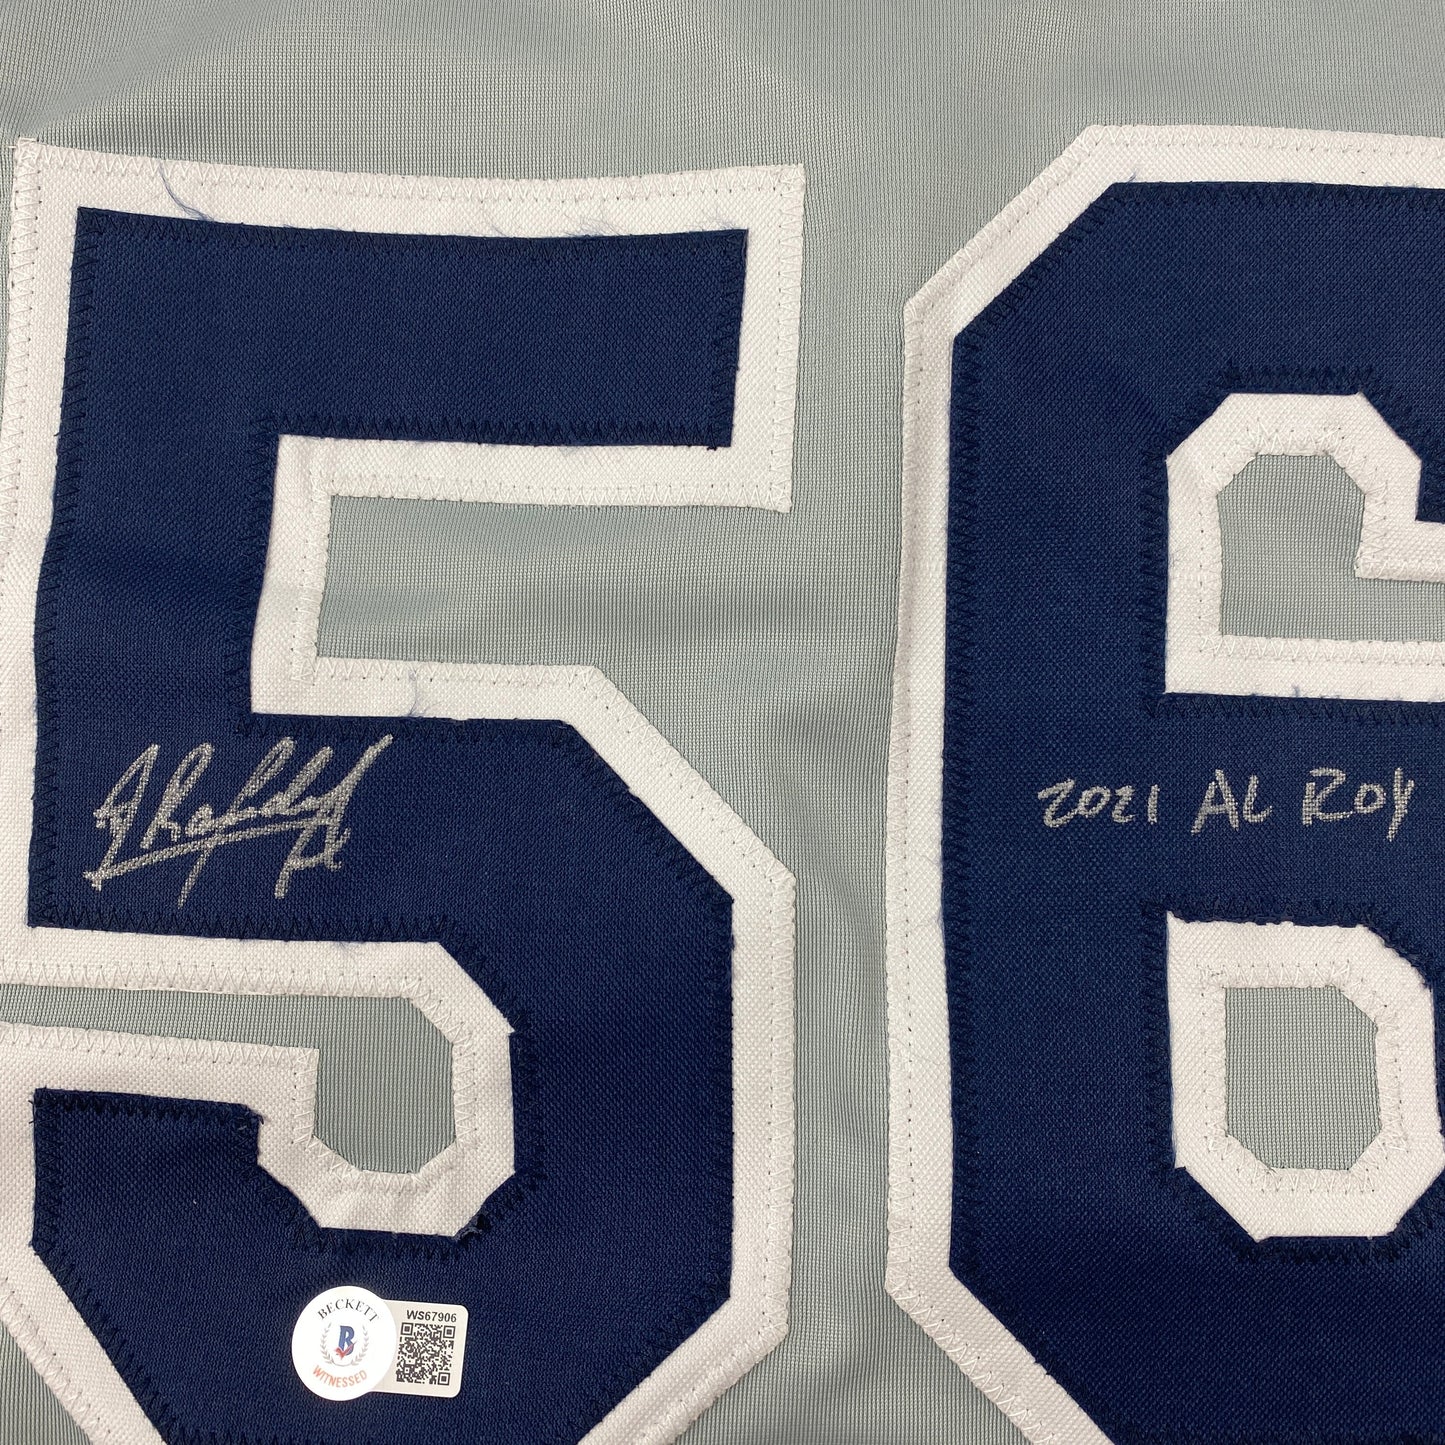 56
2021 AL ROY
BECKETT
B
WITNESSED
WS67906